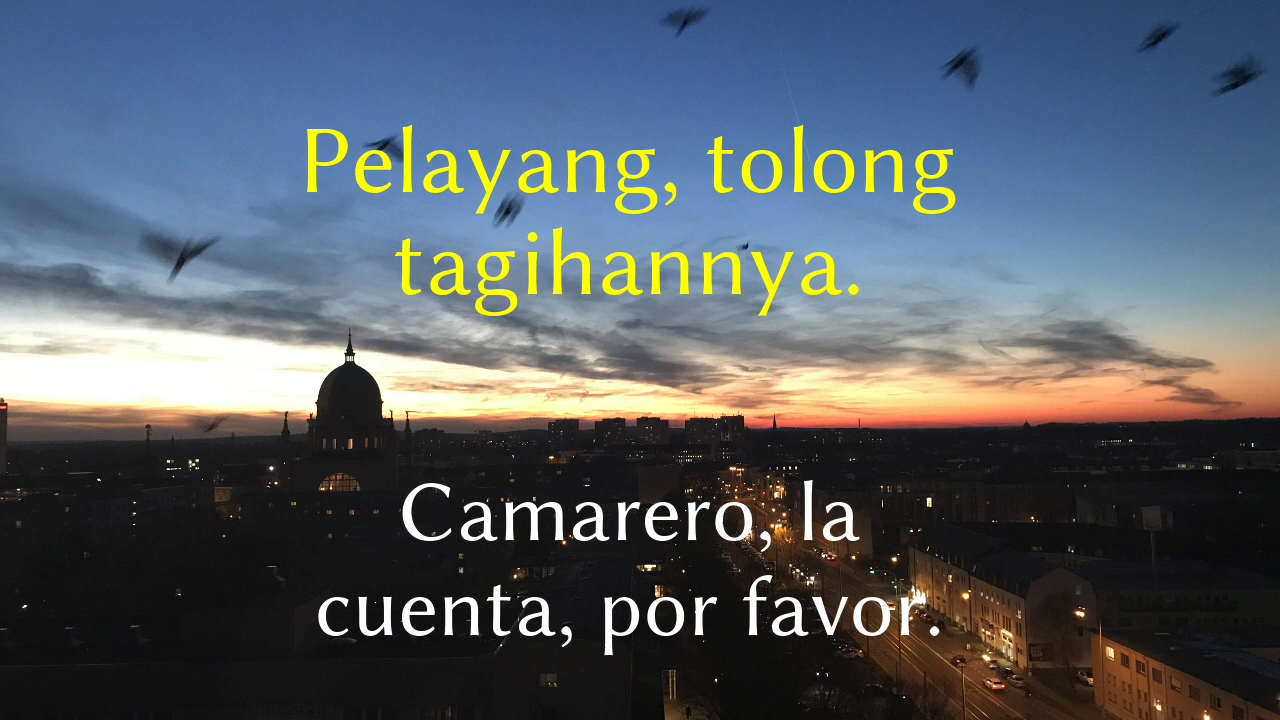 Pelayang, tolong
tagihannya.
Camarero, la
cuenta, por favor.